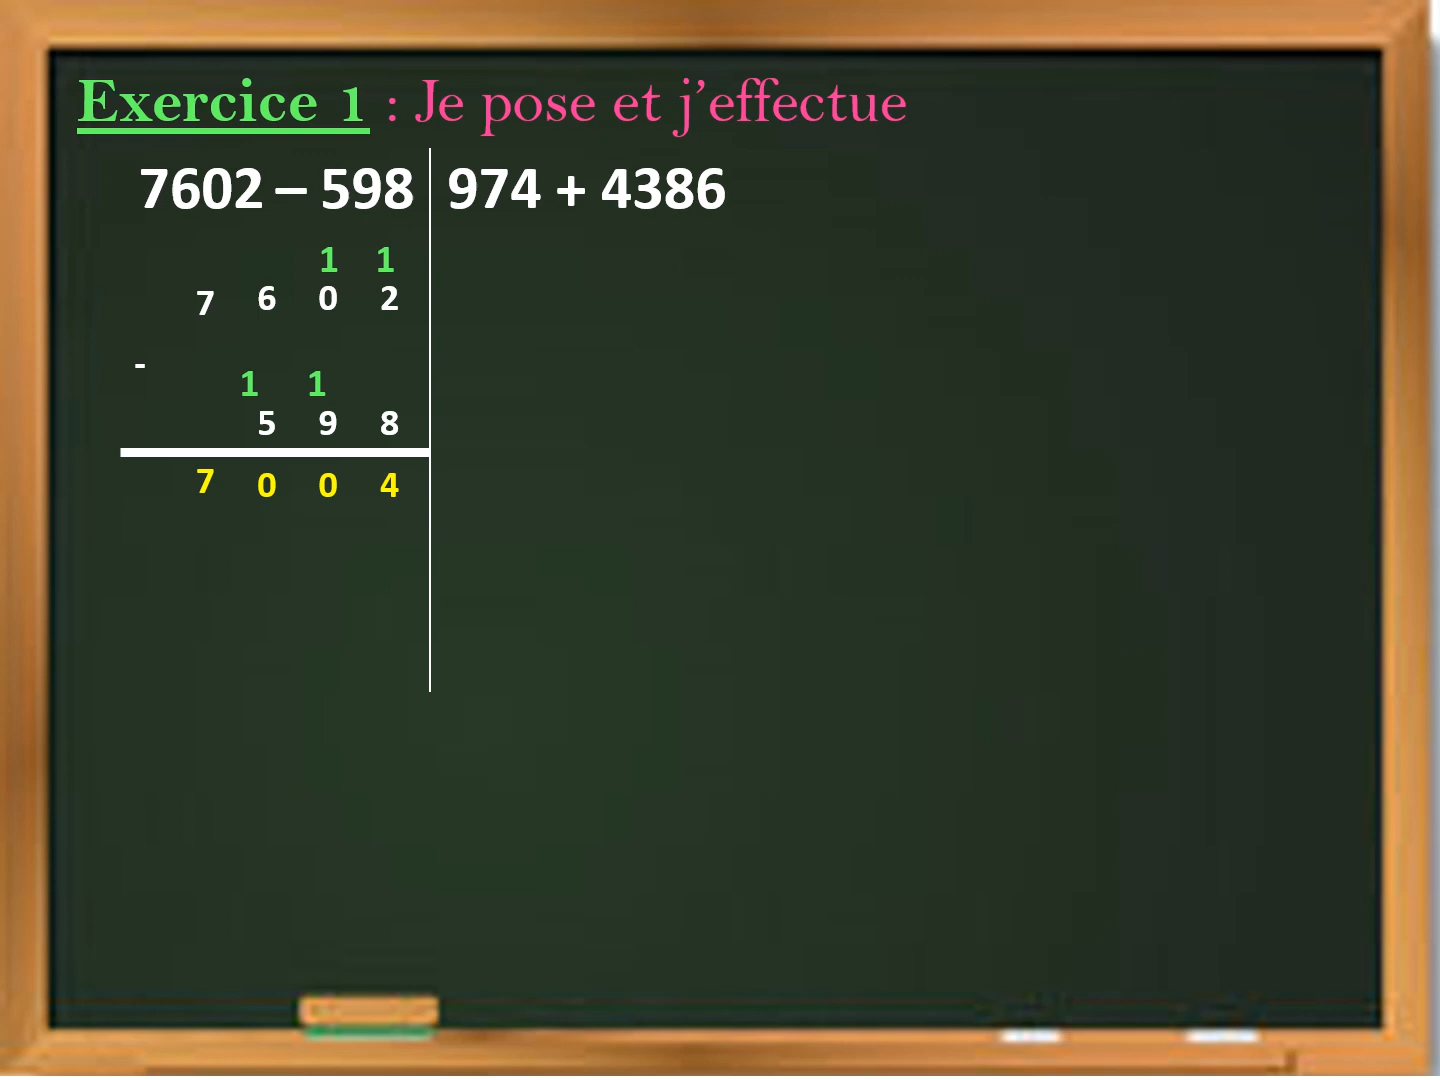 Exercice 1 : Je pose et j’effectue
7602 – 598
1 1
7 6 0 2
-
1 1
5 9 8
7 0 0 4
974 + 4386